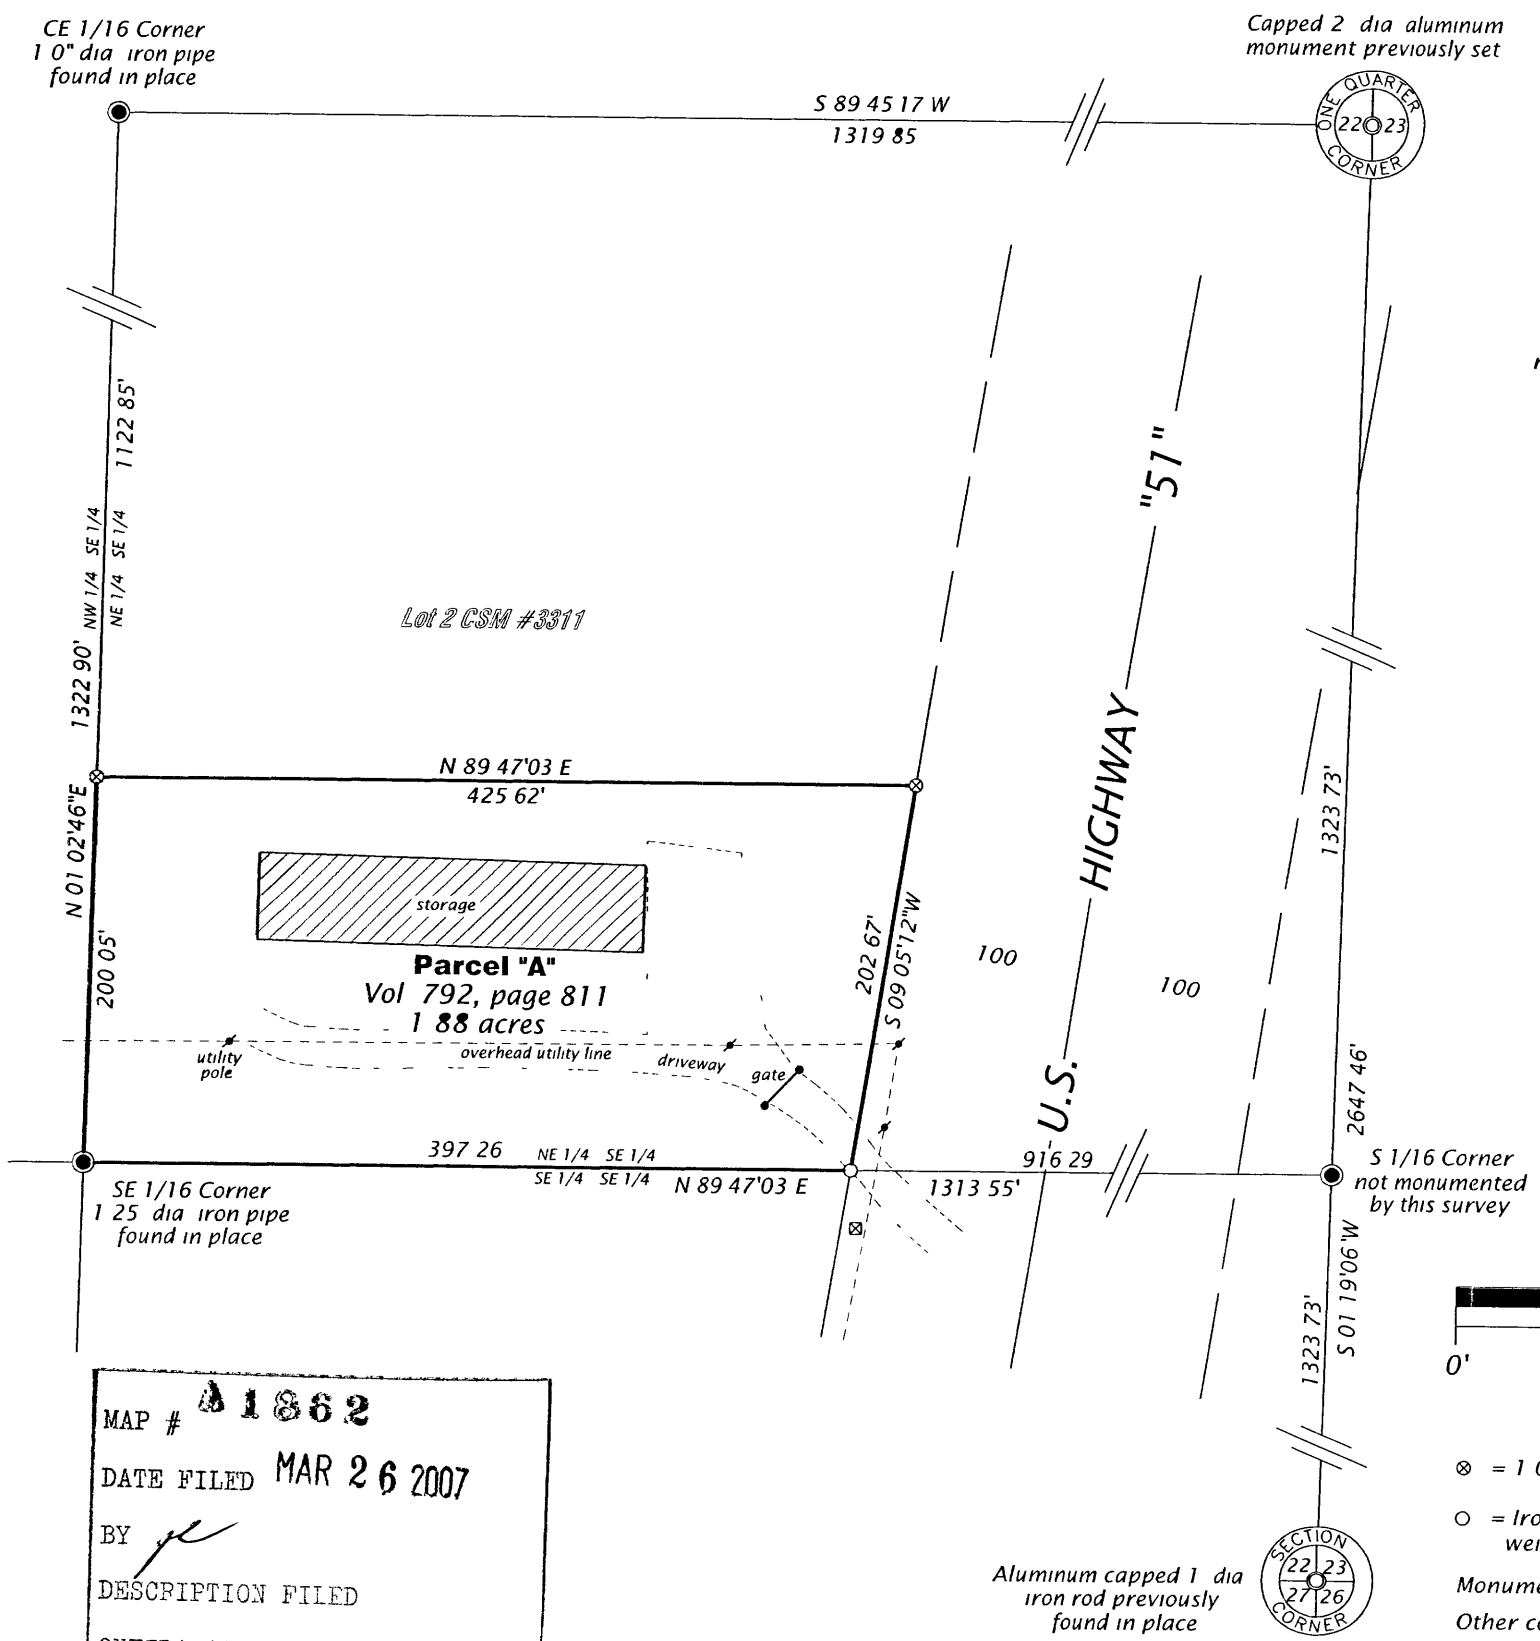 CE 1/16 Corner
1 0" dia iron pipe
found in place
Capped 2 dia aluminum
monument previously set
ONE QUARTER
22 23
CORNER
S 89 45 17 W
1319 85
1122 85'
NW 1/4 SE 1/4
NE 1/4 SE 1/4
1322 90'
"51"
HIGHWAY
U.S.
Lot 2 CSM #3311
N 89 47'03 E
425 62'
N 01 02'46"E
200 05'
storage
Parcel "A"
Vol 792, page 811
1 88 acres
202 67'
S 09 05'12"W
100
100
1323 73'
2647 46'
utility
pole
overhead utility line
driveway
gate
397 26
NE 1/4 SE 1/4
SE 1/4 SE 1/4
N 89 47'03 E
916 29
1313 55'
S 1/16 Corner
not monumented
by this survey
SE 1/16 Corner
1 25 dia iron pipe
found in place
S 01 19'06"W
1323 73'
0'
MAP # A1862
DATE FILED MAR 26 2007
BY
DESCRIPTION FILED
= 1
= Iro
Aluminum capped 1 dia
iron rod previously
found in place
SECTION
22 23
27 26
CORNER
Monume
Other c